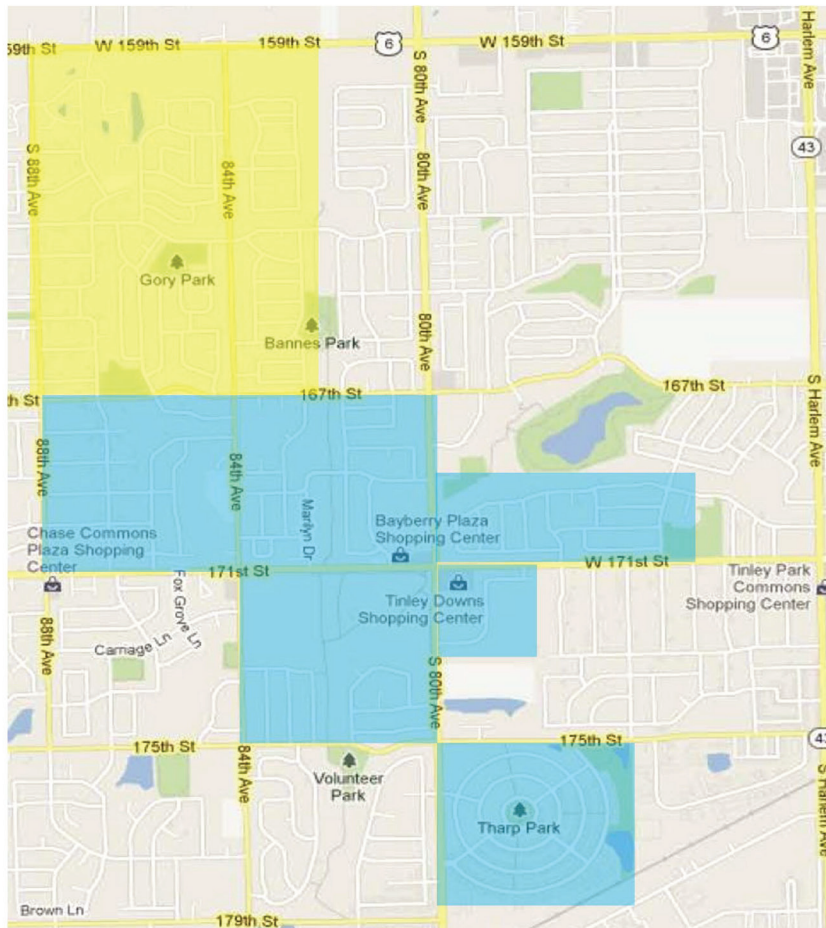 59th St
W 159th St
159th St
6
W 159th St
6
S 80th Ave
Harlem Ave
43
S 88th Ave
84th Ave
80th Ave
Gory Park
Bannes Park
80th Ave
167th St
167th St
th St
S Harlem Ave
88th Ave
84th Ave
Marilyn Dr
Bayberry Plaza
Shopping Center
Chase Commons
Plaza Shopping
Center
171st St
W 171st St
Fox Grove Ln
Tinley Downs
Shopping Center
Tinley Park
Commons
Shopping Center
Carriage Ln
88th Ave
S 80th Ave
175th St
175th St
43
84th Ave
Volunteer
Park
Tharp Park
S Harlem Ave
Brown Ln
179th St